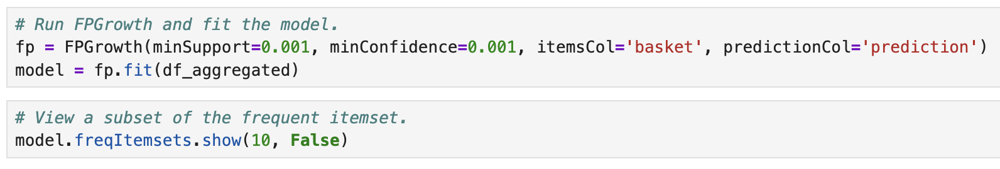 # Run FPGrowth and fit the model.
fp = FPGrowth(minSupport=0.001, minConfidence=0.001, itemsCol='basket', predictionCol='prediction')
model = fp.fit(df_aggregated)
# View a subset of the frequent itemset.
model.freqItemsets.show(10, False)